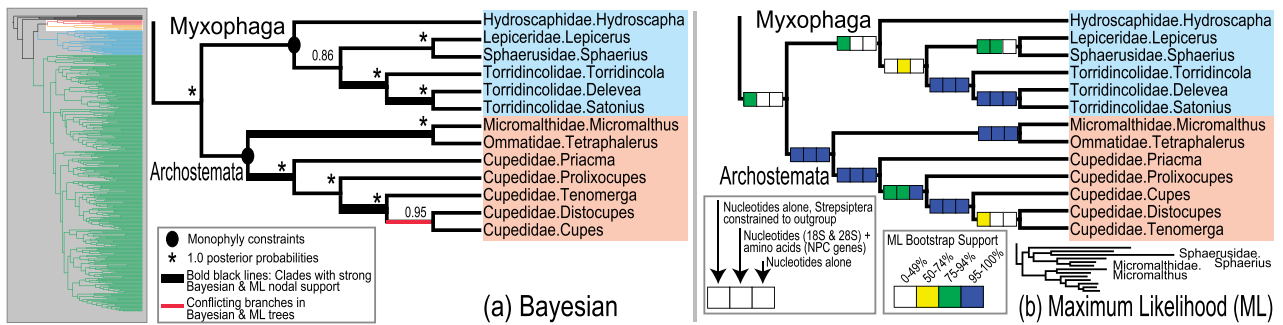 Myxophaga
Hydroscaphidae.Hydroscapha
Lepiceridae.Lepicerus
Sphaerusidae.Sphaerius
Torridincolidae.Torridincola
Torridincolidae.Delevea
Torridincolidae.Satonius
Micromalthidae.Micromalthus
Ommatidae.Tetraphalerus
Cupedidae.Priacma
Cupedidae.Prolixocupes
Cupedidae.Tenomerga
Cupedidae.Distocupes
Cupedidae.Cupes
0.86
*
*
*
*
*
*
*
*
*
0.95
Archostemata
Monophyly constraints
* 1.0 posterior probabilities
Bold black lines: Clades with strong
Bayesian & ML nodal support
Conflicting branches in
Bayesian & ML trees
(a) Bayesian
Myxophaga
Hydroscaphidae.Hydroscapha
Lepiceridae.Lepicerus
Sphaerusidae.Sphaerius
Torridincolidae.Torridincola
Torridincolidae.Delevea
Torridincolidae.Satonius
Micromalthidae.Micromalthus
Ommatidae.Tetraphalerus
Cupedidae.Priacma
Cupedidae.Prolixocupes
Cupedidae.Cupes
Cupedidae.Distocupes
Cupedidae.Tenomerga
Archostemata
Nucleotides alone, Strepsiptera
constrained to outgroup
Nucleotides (18S & 28S) +
amino acids (NPC genes)
Nucleotides alone
ML Bootstrap Support
0-49%
50-74%
75-94%
95-100%
Sphaerusidae.
Sphaerius
Micromalthidae.
Micromalthus
(b) Maximum Likelihood (ML)